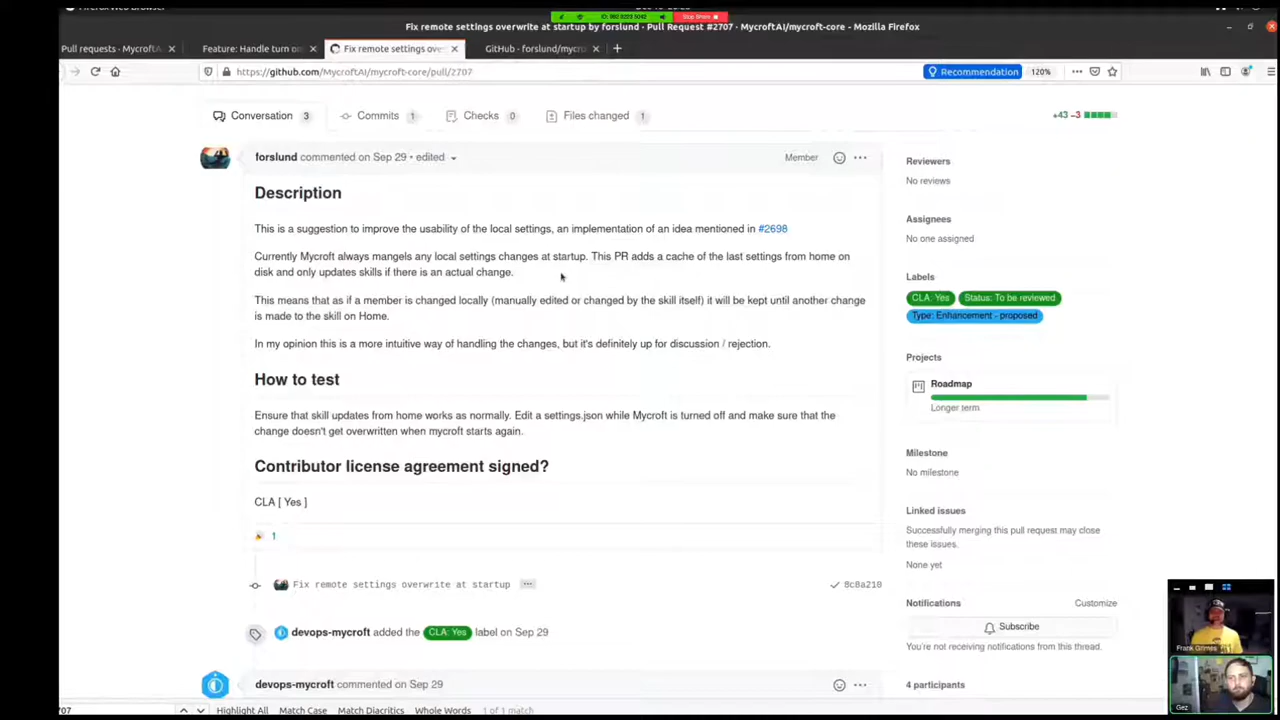 Stop Share
Fix remote settings overwrite at startup by forslund · Pull Request #2707 · MycroftAI/mycroft-core - Mozilla Firefox
Pull requests · MycroftA
Feature: Handle turn on
Fix remote settings ove
GitHub - forslund/mycr
https://github.com/MycroftAI/mycroft-core/pull/2707
Recommendation
120%
Conversation 3
Commits 1
Checks 0
Files changed 1
+43 −3
forslund commented on Sep 29 • edited
Member
Description
This is a suggestion to improve the usability of the local settings, an implementation of an idea mentioned in #2698
Currently Mycroft always mangels any local settings changes at startup. This PR adds a cache of the last settings from home on
disk and only updates skills if there is an actual change.
This means that as if a member is changed locally (manually edited or changed by the skill itself) it will be kept until another change
is made to the skill on Home.
In my opinion this is a more intuitive way of handling the changes, but it's definitely up for discussion / rejection.
How to test
Ensure that skill updates from home works as normally. Edit a settings.json while Mycroft is turned off and make sure that the
change doesn't get overwritten when mycroft starts again.
Contributor license agreement signed?
CLA [ Yes ]
1
Fix remote settings overwrite at startup
8c8a210
devops-mycroft added the CLA: Yes label on Sep 29
devops-mycroft commented on Sep 29
Reviewers
No reviews
Assignees
No one assigned
Labels
CLA: Yes
Status: To be reviewed
Type: Enhancement - proposed
Projects
Roadmap
Longer term
Milestone
No milestone
Linked issues
Successfully merging this pull request may close
these issues.
None yet
Notifications
Customize
Subscribe
You're not receiving notifications from this thread.
4 participants
Frank Grimes
Gez
707
Highlight All
Match Case
Match Diacritics
Whole Words
1 of 1 match